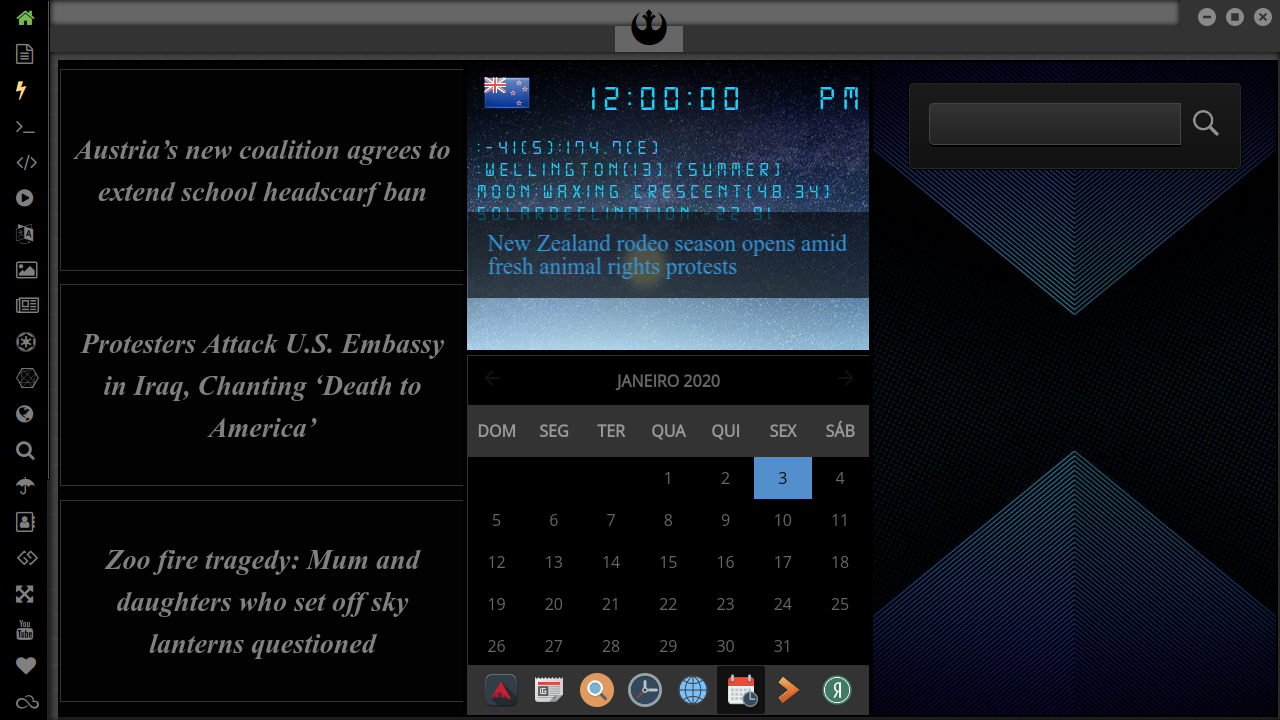 Austria’s new coalition agrees to
extend school headscarf ban
Protesters Attack U.S. Embassy
in Iraq, Chanting ‘Death to
America’
Zoo fire tragedy: Mum and
daughters who set off sky
lanterns questioned
12:00:00 PM
:-41(S):174.7(E)
:WELLINGTON(13) (SUMMER)
MOON:WAXING CRESCENT(48.34)
SOLARDECLINATION:-22.91
New Zealand rodeo season opens amid
fresh animal rights protests
JANEIRO 2020
DOM SEG TER QUA QUI SEX SÁB
1 2 3 4
5 6 7 8 9 10 11
12 13 14 15 16 17 18
19 20 21 22 23 24 25
26 27 28 29 30 31
You
Tube
Я